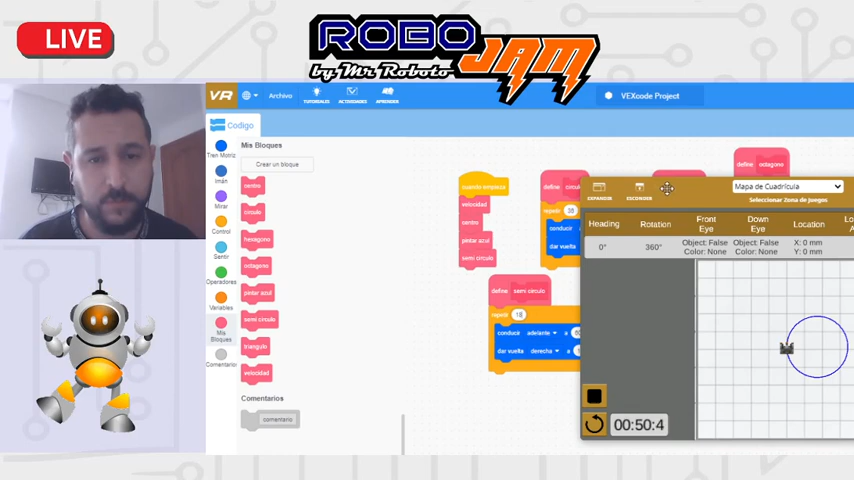 LIVE
ROBO
JAM
by Mr Roboto
VR
Archivo
TUTORIALES
ACTIVIDADES
APRENDER
VEXcode Project
Codigo
Mis Bloques
Crear un bloque
Tren Motriz
Imán
Mirar
Control
Sentir
Operadores
Variables
Mis
Bloques
Comentarios
centro
circulo
hexagono
octagono
pintar azul
semi circulo
triangulo
velocidad
Comentarios
comentario
cuando empieza
velocidad
centro
pintar azul
semi circulo
define
repetir
conducir
dar vuelta
define octagono
define semi circulo
repetir 18
conducir adelante a
dar vuelta derecha a
EXPANDIR
ESCONDER
Mapa de Cuadrícula
Seleccionar Zona de Juegos
Heading
Rotation
Front
Eye
Down
Eye
Location
0°
360°
Object: False
Color: None
Object: False
Color: None
X: 0 mm
Y: 0 mm
00:50:4